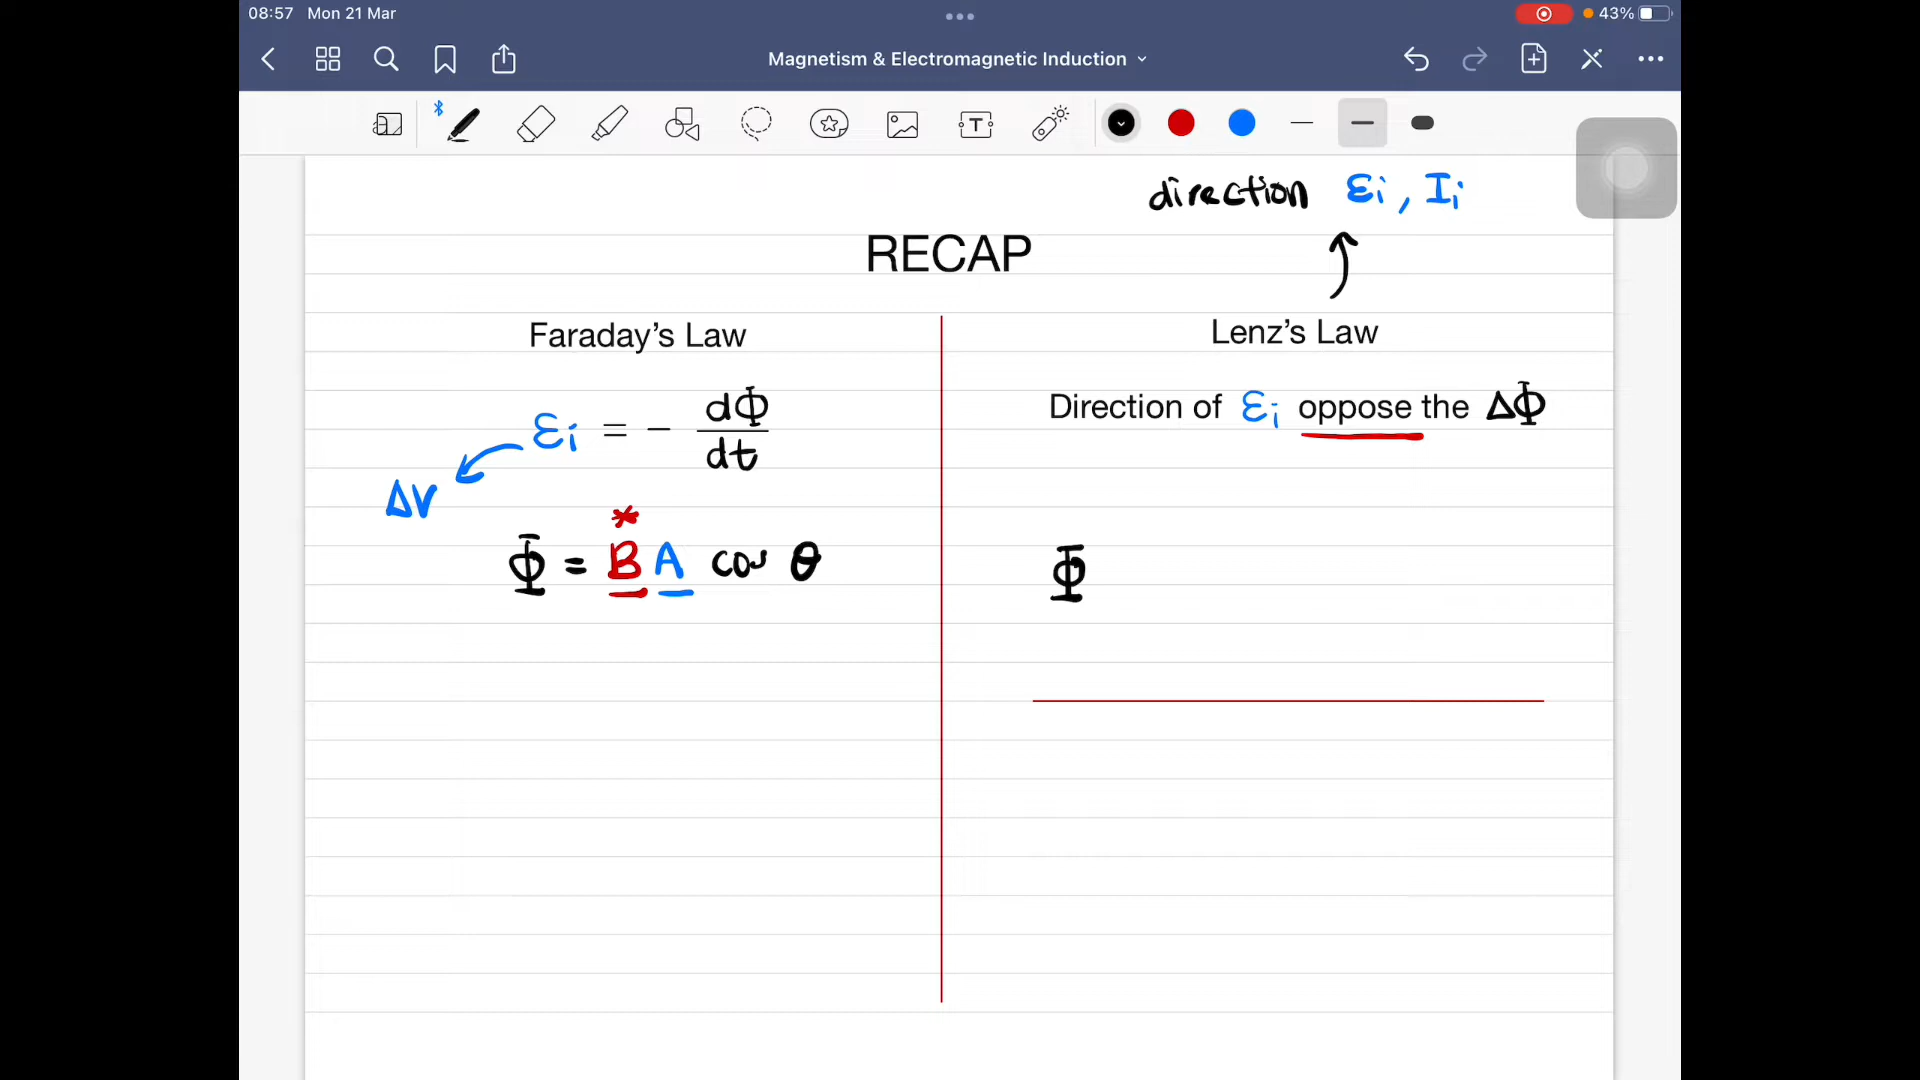 08:57 Mon 21 Mar
43%
Magnetism & Electromagnetic Induction
direction Ɛi , Ii
RECAP
Faraday's Law
Lenz's Law
Ɛi = - dΦ/dt
Direction of Ɛi oppose the ΔΦ
ΔV
*
Φ = B A cos θ
Φ